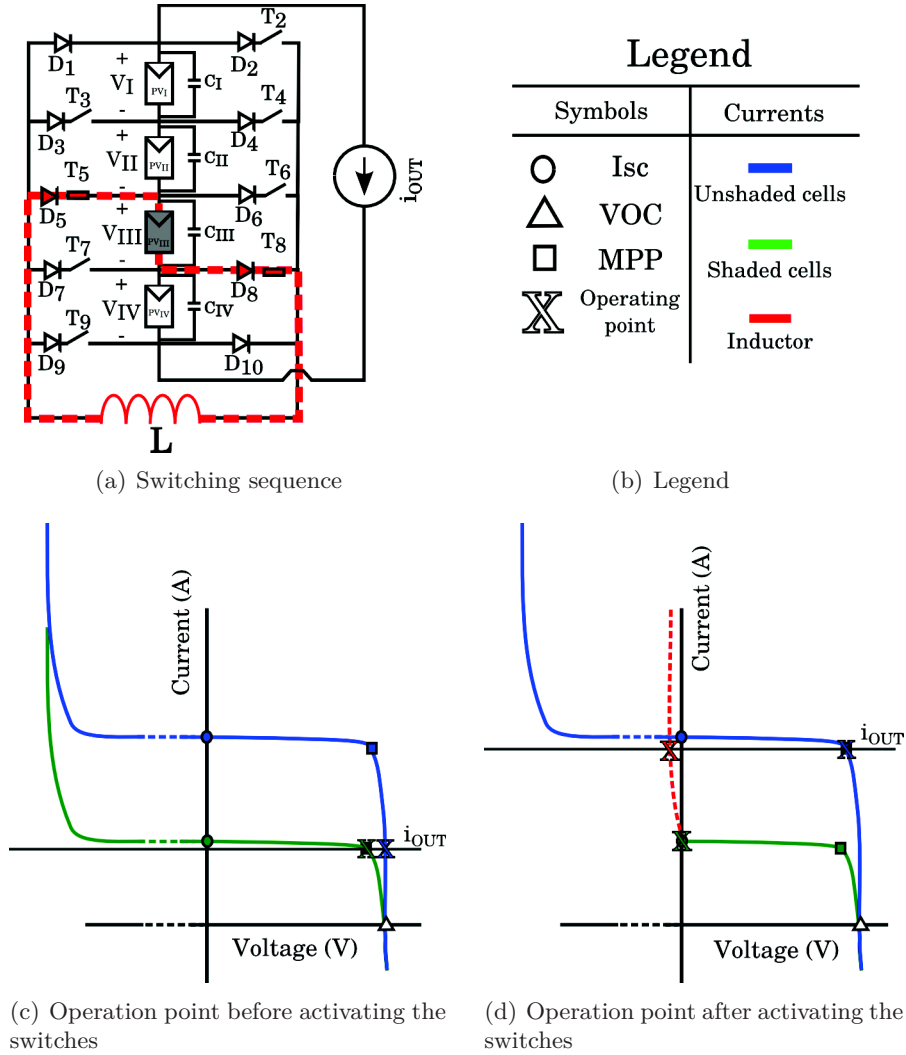 T2
D1
D2
+
VI
PVI
CI
-
T3
T4
D3
D4
+
VII
PVII
CII
-
T5
T6
D5
D6
+
VIII
PVIII
CIII
-
T7
T8
D7
D8
+
VIV
PVIV
CIV
-
T9
D9
D10
L
iOUT
(a) Switching sequence
Legend
Symbols
Currents
Isc
VOC
MPP
Operating
point
Unshaded cells
Shaded cells
Inductor
(b) Legend
Current (A)
iOUT
Voltage (V)
(c) Operation point before activating the
switches
Current (A)
iOUT
Voltage (V)
(d) Operation point after activating the
switches